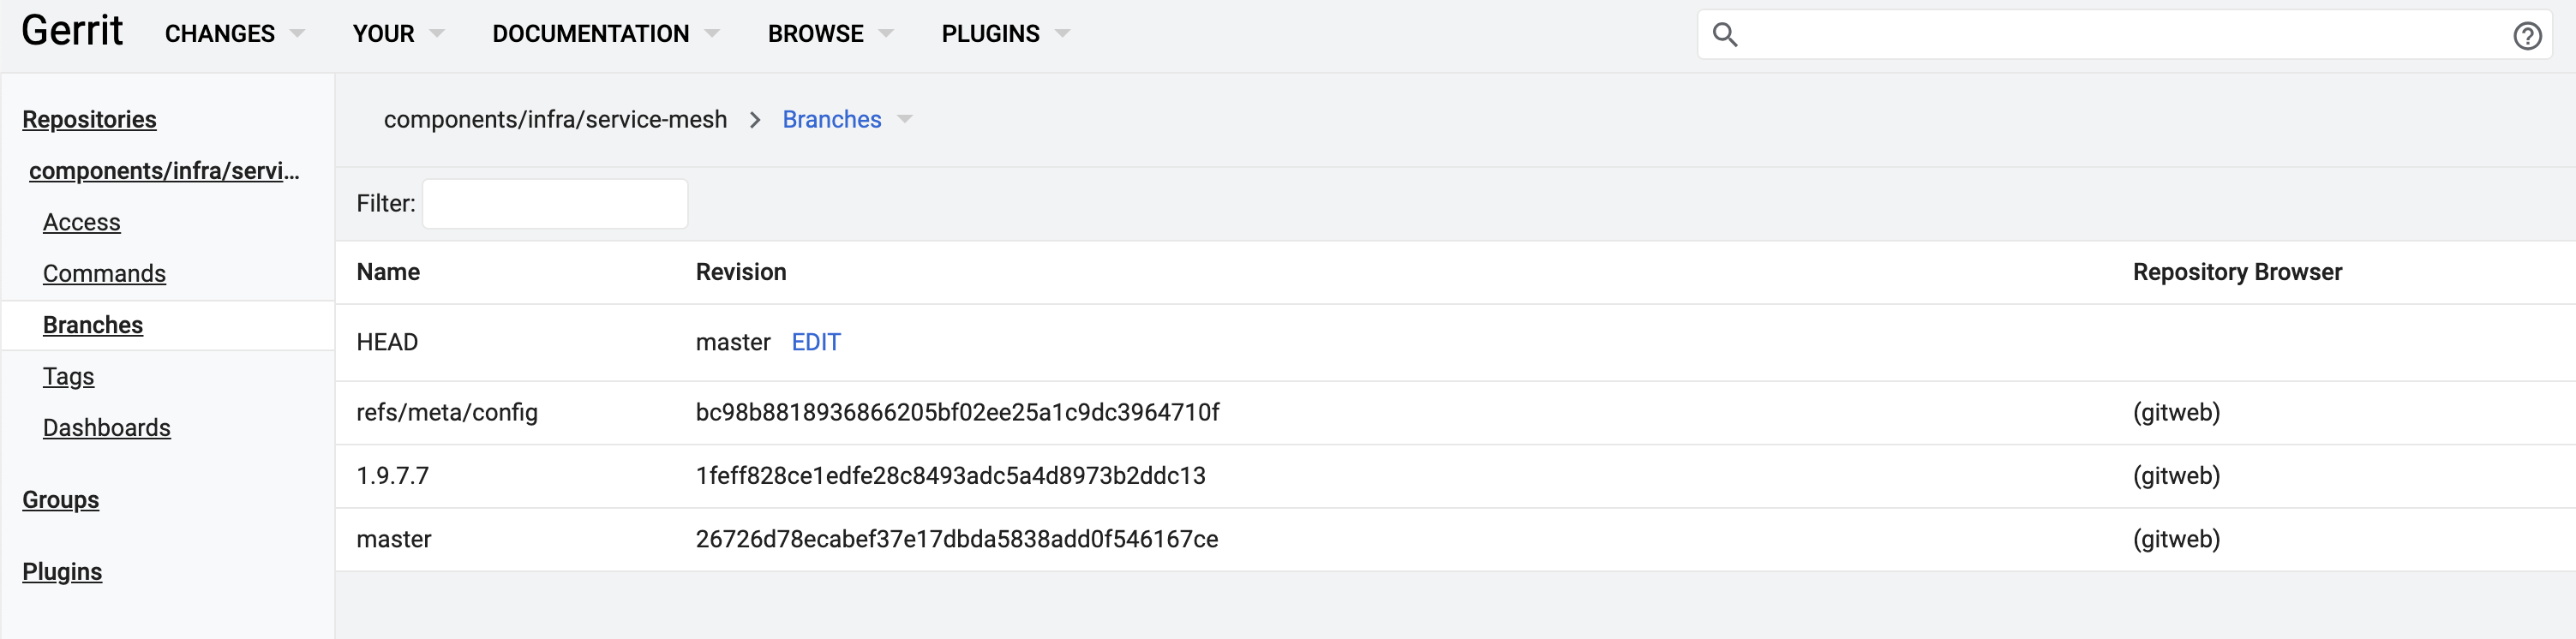 Gerrit CHANGES YOUR DOCUMENTATION BROWSE PLUGINS
Repositories
components/infra/servi...
Access
Commands
Branches
Tags
Dashboards
Groups
Plugins
components/infra/service-mesh > Branches
Filter:
Name Revision Repository Browser
HEAD master EDIT
refs/meta/config bc98b8818936866205bf02ee25a1c9dc3964710f (gitweb)
1.9.7.7 1feff828ce1edfe28c8493adc5a4d8973b2ddc13 (gitweb)
master 26726d78ecabef37e17dbda5838add0f546167ce (gitweb)